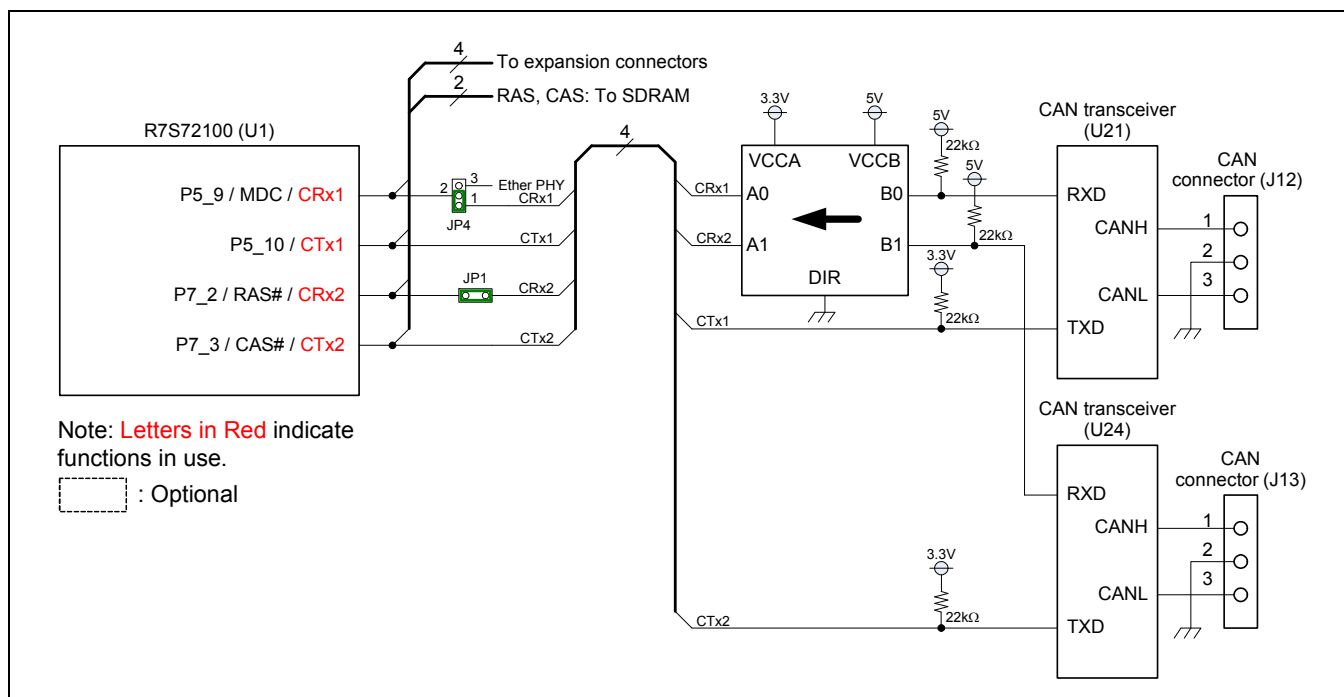 4
To expansion connectors
2
RAS, CAS: To SDRAM
R7S72100 (U1)
P5_9 / MDC / CRx1
P5_10 / CTx1
P7_2 / RAS# / CRx2
P7_3 / CAS# / CTx2
2
3
1
JP4
Ether PHY
CRx1
CTx1
JP1
CRx2
CTx2
4
CRx1
CRx2
CTx1
CTx2
3.3V
5V
VCCA
VCCB
A0
B0
A1
B1
DIR
5V
22kΩ
5V
22kΩ
3.3V
22kΩ
3.3V
22kΩ
CAN transceiver
(U21)
RXD
CANH
CANL
TXD
CAN
connector (J12)
1
2
3
CAN transceiver
(U24)
RXD
CANH
CANL
TXD
CAN
connector (J13)
1
2
3
Note: Letters in Red indicate
functions in use.
: Optional